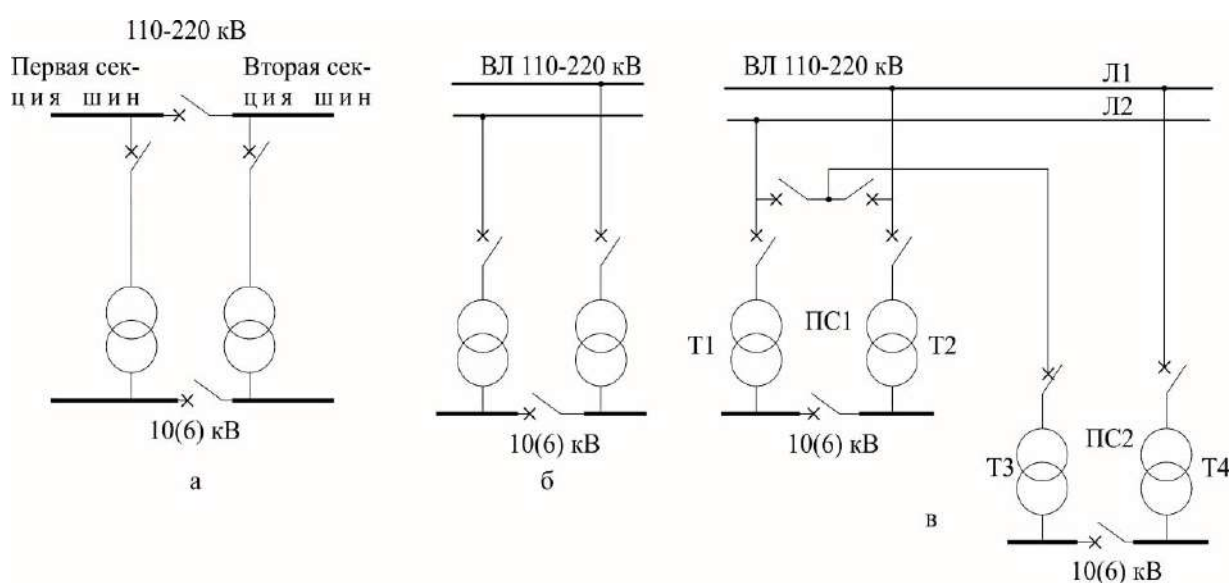 110-220 кВ
Первая сек-
ция шин
Вторая сек-
ция шин
10(6) кВ
а
ВЛ 110-220 кВ
10(6) кВ
б
ВЛ 110-220 кВ
Л1
Л2
Т1
ПС1
Т2
10(6) кВ
Т3
ПС2
Т4
в
10(6) кВ